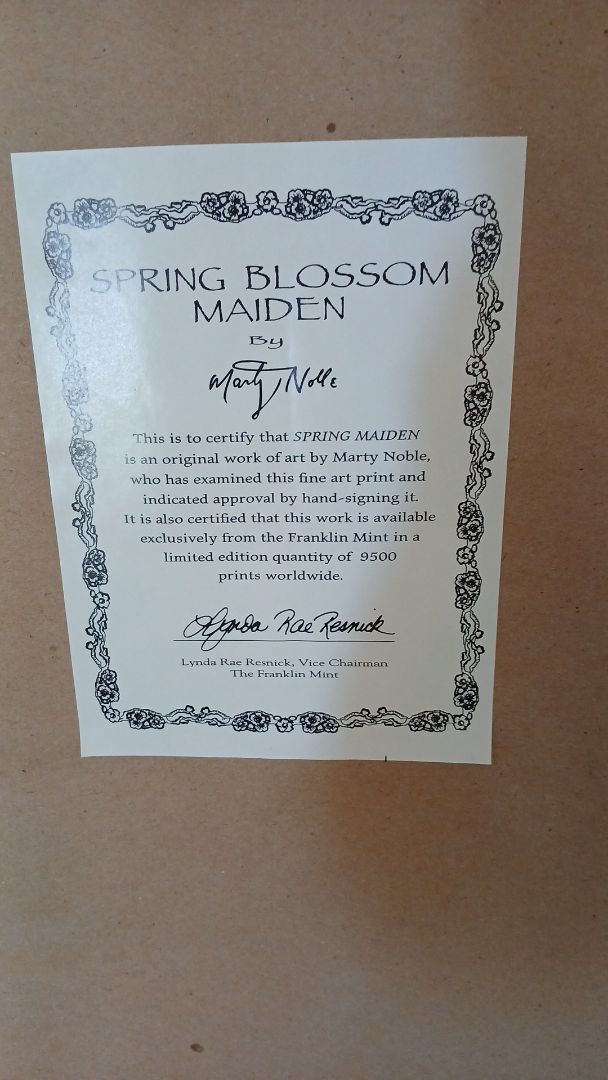 SPRING BLOSSOM
MAIDEN
By
Marty Noble
This is to certify that SPRING MAIDEN
is an original work of art by Marty Noble,
who has examined this fine art print and
indicated approval by hand-signing it.
It is also certified that this work is available
exclusively from the Franklin Mint in a
limited edition quantity of 9500
prints worldwide.
Lynda Rae Resnick
Lynda Rae Resnick, Vice Chairman
The Franklin Mint